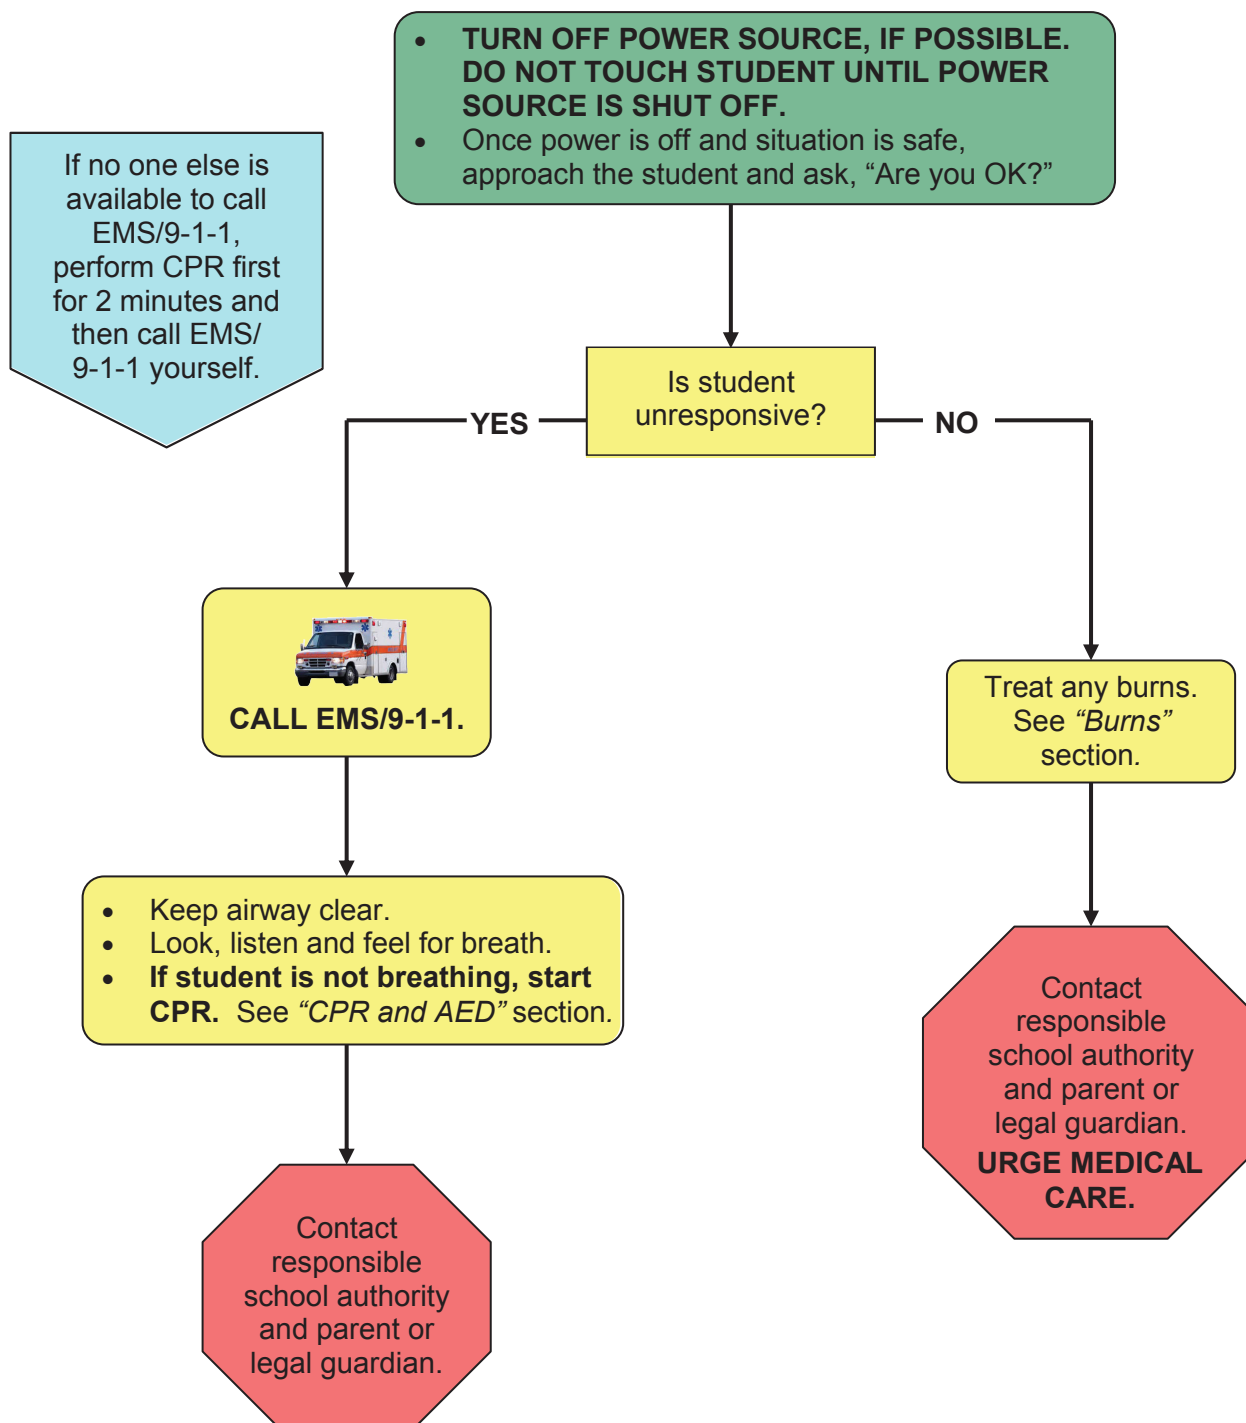 • TURN OFF POWER SOURCE, IF POSSIBLE.
DO NOT TOUCH STUDENT UNTIL POWER
SOURCE IS SHUT OFF.
• Once power is off and situation is safe,
approach the student and ask, “Are you OK?”
If no one else is
available to call
EMS/9-1-1,
perform CPR first
for 2 minutes and
then call EMS/
9-1-1 yourself.
Is student
unresponsive?
YES
NO
CALL EMS/9-1-1.
Treat any burns.
See “Burns”
section.
• Keep airway clear.
• Look, listen and feel for breath.
• If student is not breathing, start
CPR. See “CPR and AED” section.
Contact
responsible
school authority
and parent or
legal guardian.
URGE MEDICAL
CARE.
Contact
responsible
school authority
and parent or
legal guardian.